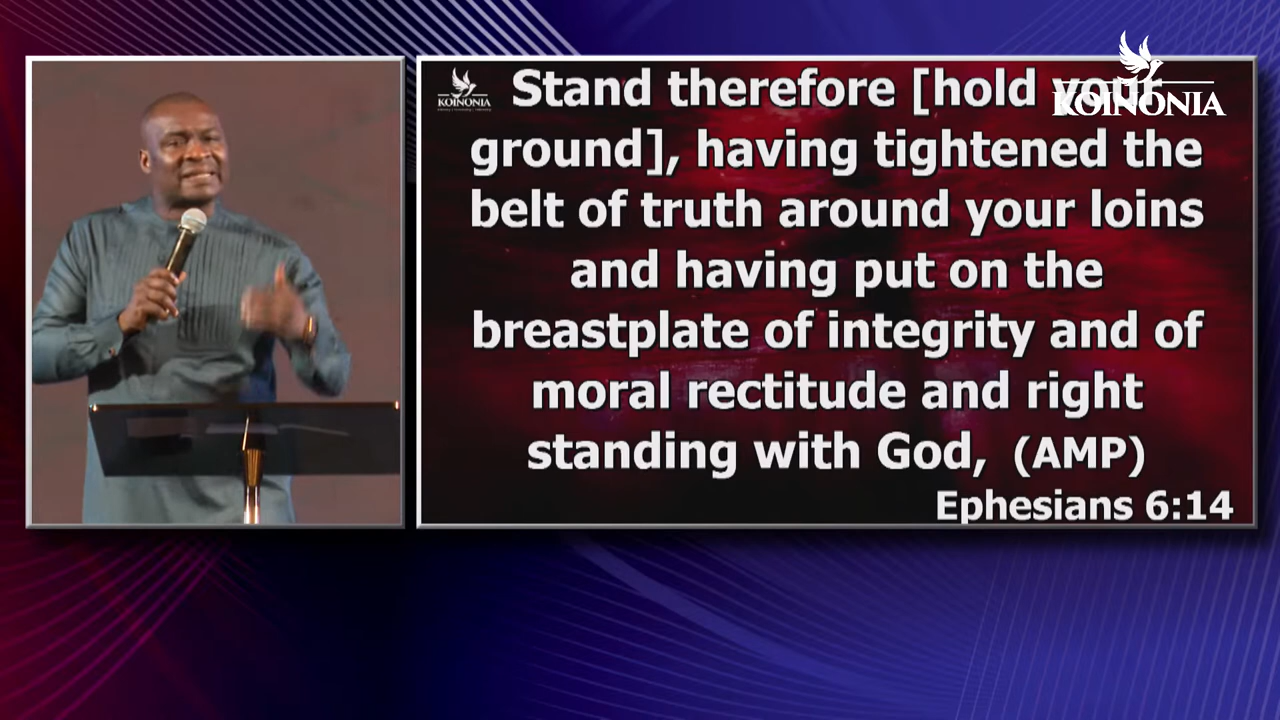 KOINONIA
Stand therefore [hold your
KOINONIA
ground], having tightened the
belt of truth around your loins
and having put on the
breastplate of integrity and of
moral rectitude and right
standing with God, (AMP)
Ephesians 6:14